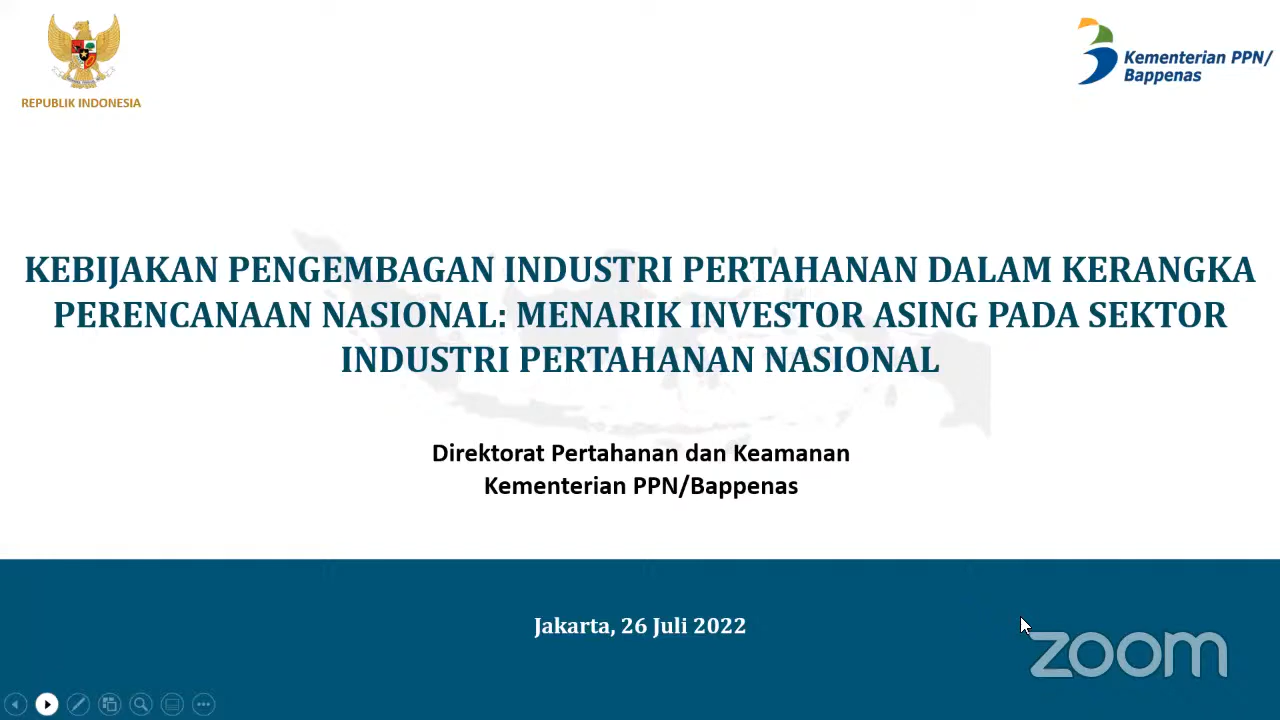 REPUBLIK INDONESIA
Kementerian PPN/
Bappenas
KEBIJAKAN PENGEMBAGAN INDUSTRI PERTAHANAN DALAM KERANGKA
PERENCANAAN NASIONAL: MENARIK INVESTOR ASING PADA SEKTOR
INDUSTRI PERTAHANAN NASIONAL
Direktorat Pertahanan dan Keamanan
Kementerian PPN/Bappenas
Jakarta, 26 Juli 2022
zoom